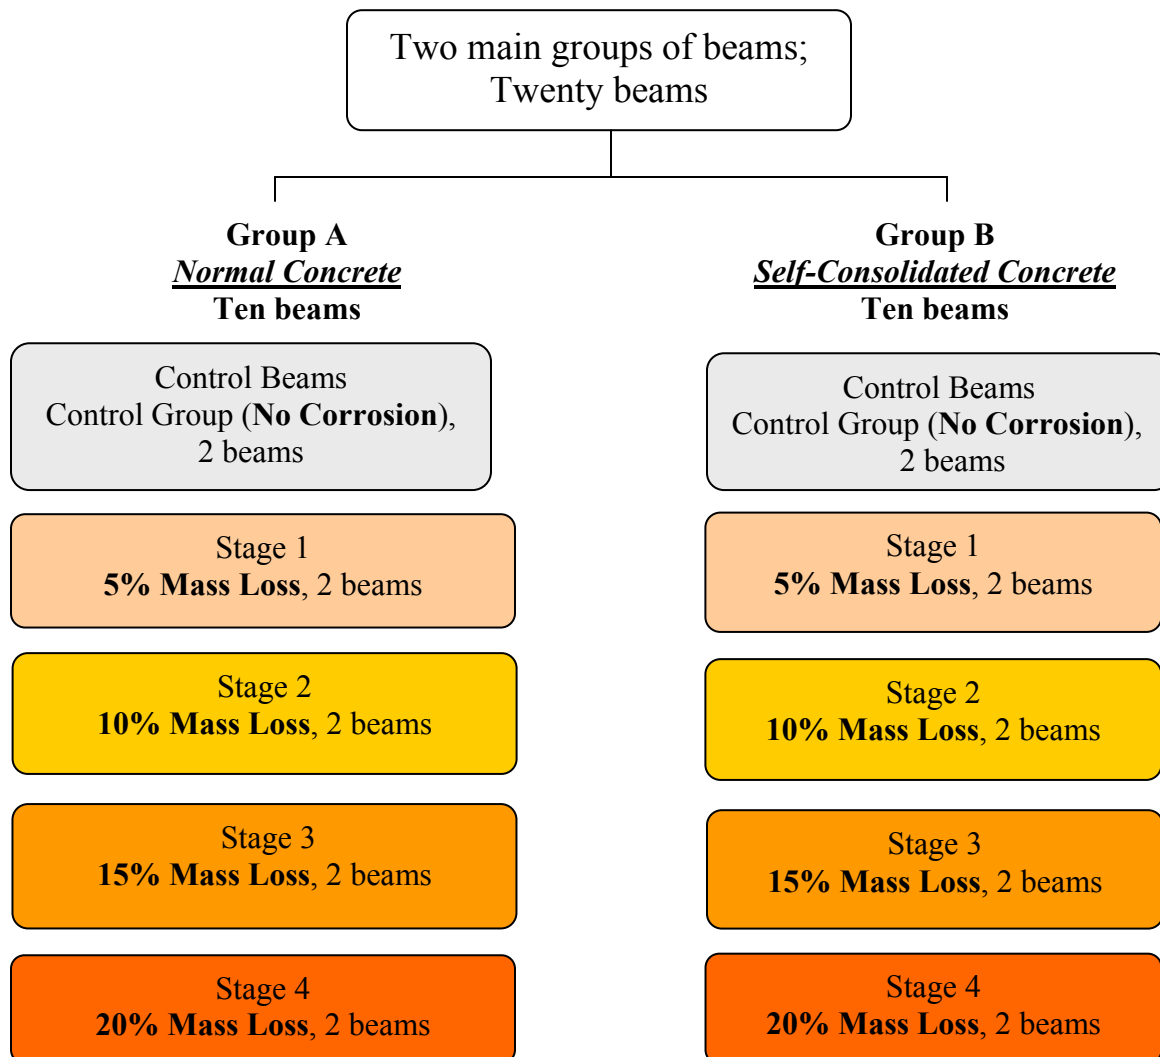 Two main groups of beams;
Twenty beams
Group A
Normal Concrete
Ten beams
Control Beams
Control Group (No Corrosion),
2 beams
Stage 1
5% Mass Loss, 2 beams
Stage 2
10% Mass Loss, 2 beams
Stage 3
15% Mass Loss, 2 beams
Stage 4
20% Mass Loss, 2 beams
Group B
Self-Consolidated Concrete
Ten beams
Control Beams
Control Group (No Corrosion),
2 beams
Stage 1
5% Mass Loss, 2 beams
Stage 2
10% Mass Loss, 2 beams
Stage 3
15% Mass Loss, 2 beams
Stage 4
20% Mass Loss, 2 beams